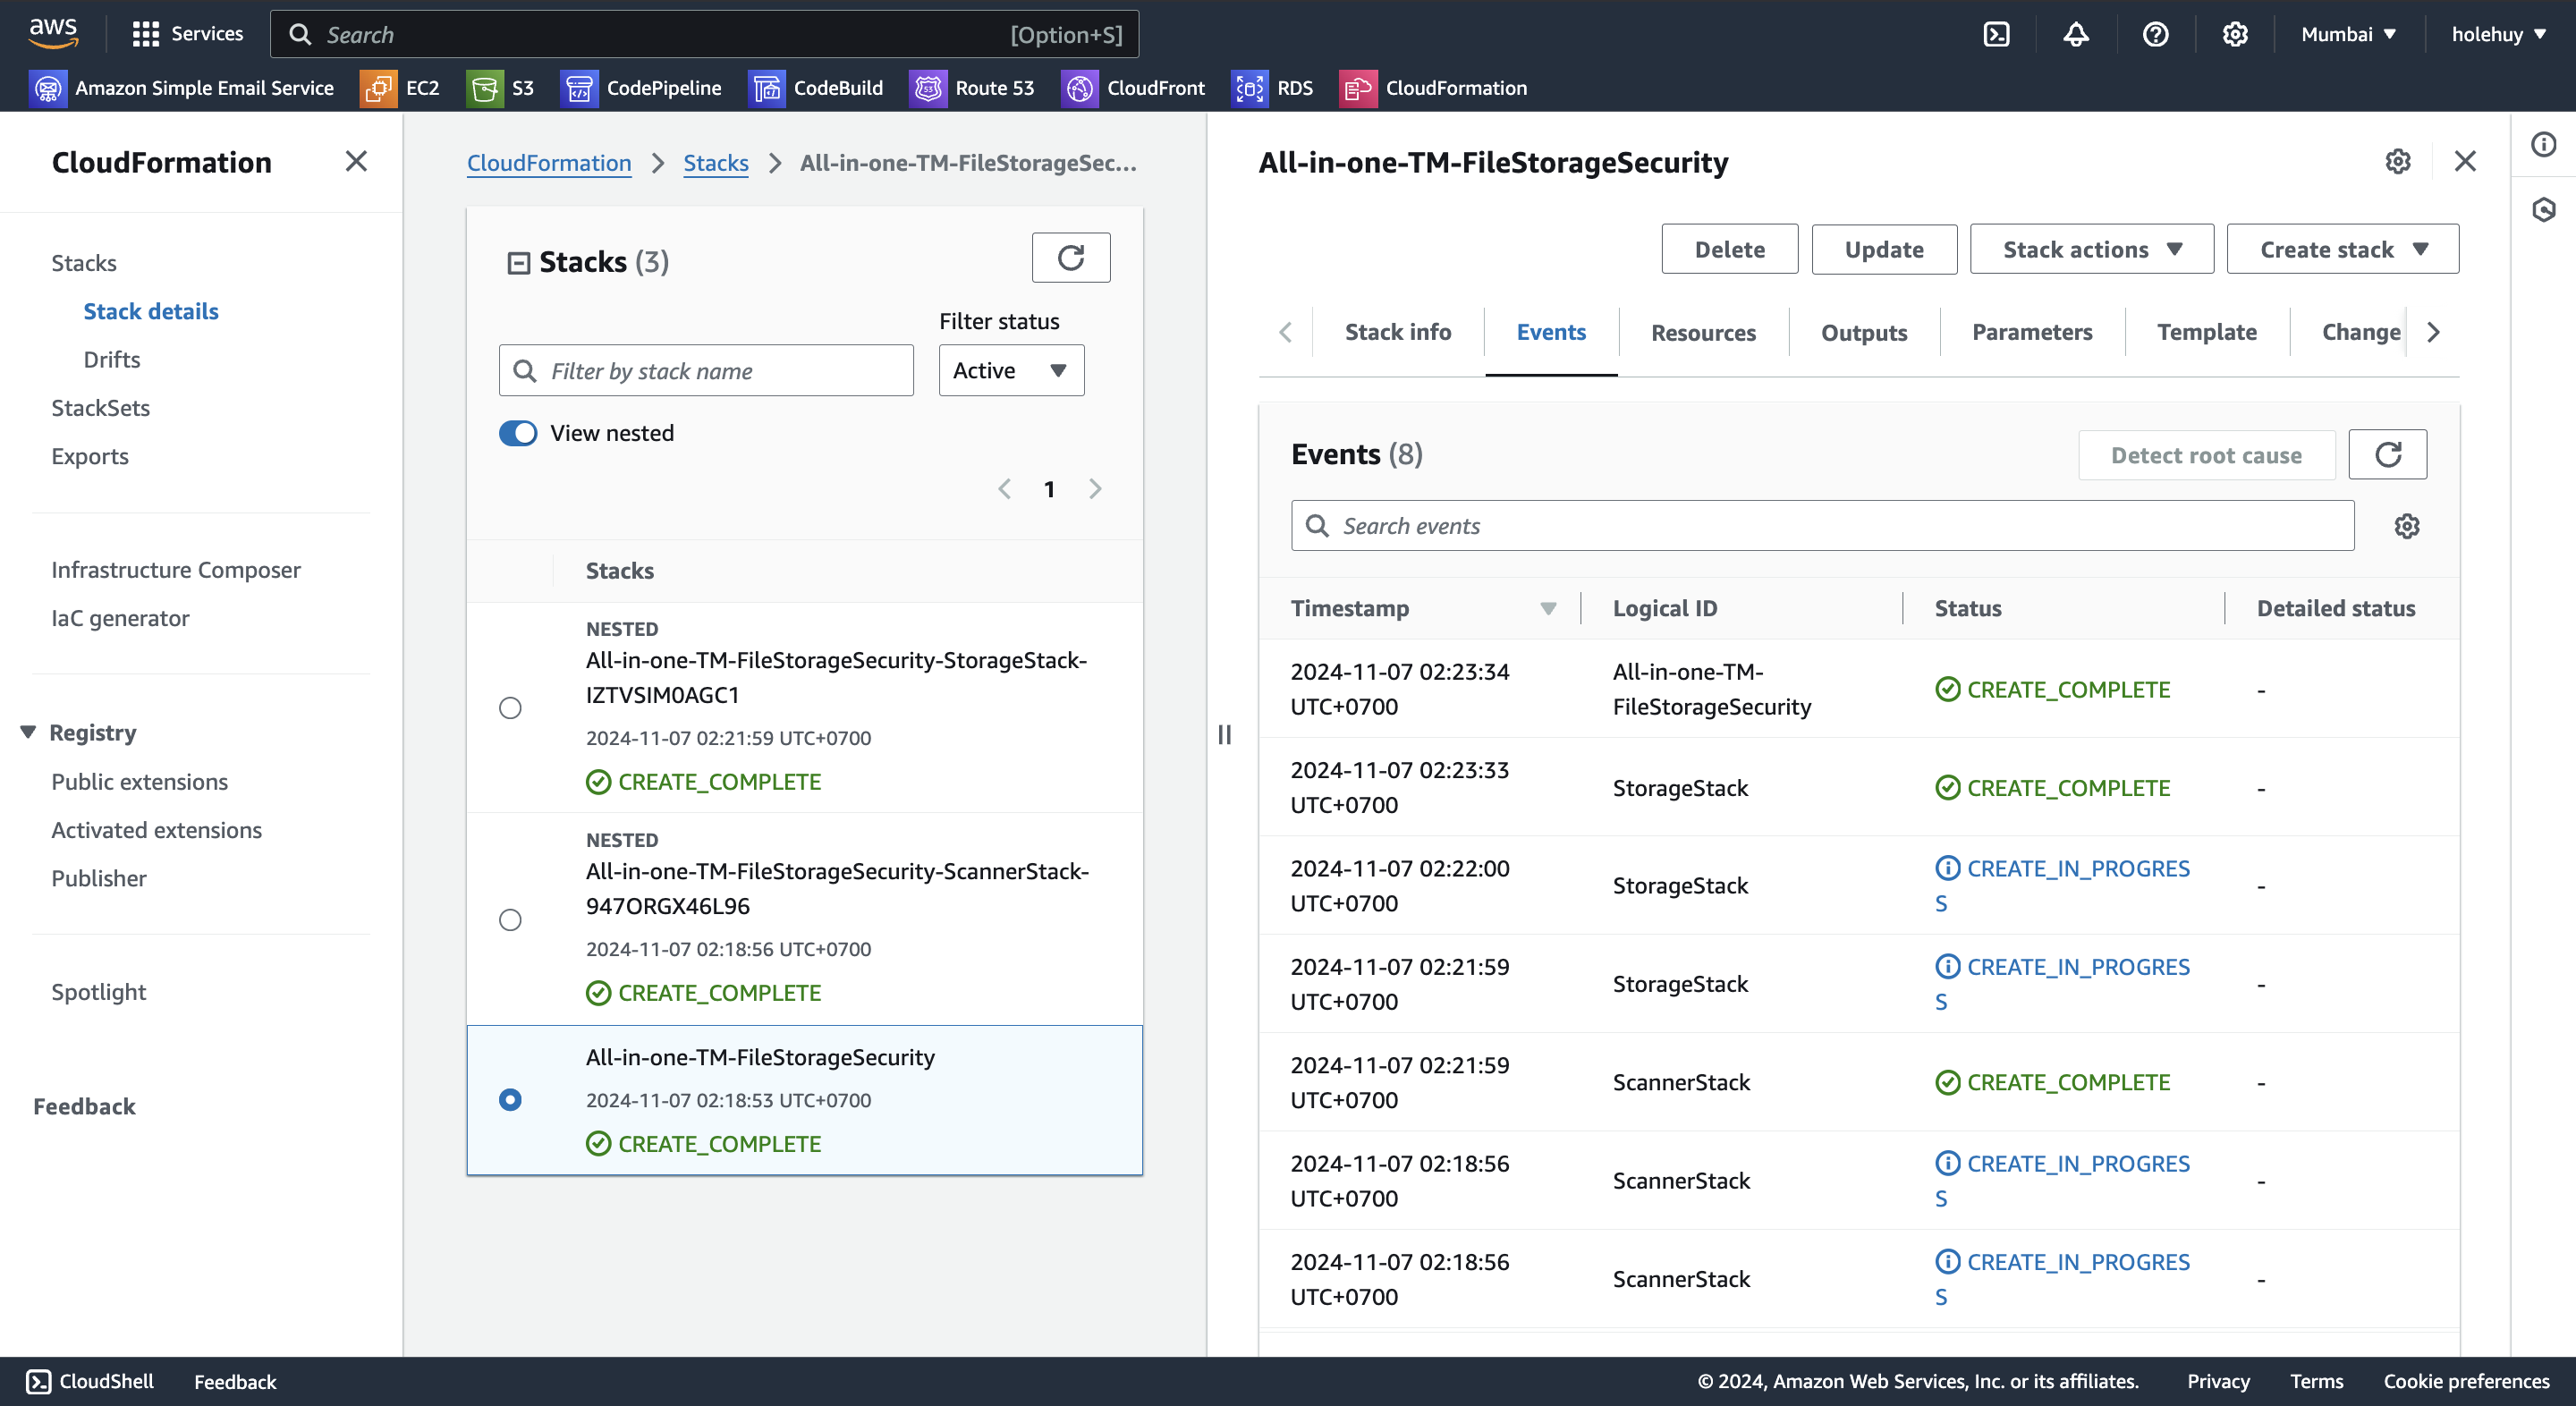 aws
Services
Search
[Option+S]
Mumbai ▼
holehuy ▼
Amazon Simple Email Service
EC2
S3
CodePipeline
CodeBuild
Route 53
CloudFront
RDS
CloudFormation
CloudFormation
Stacks
Stack details
Drifts
StackSets
Exports
Infrastructure Composer
IaC generator
Registry
Public extensions
Activated extensions
Publisher
Spotlight
Feedback
CloudFormation > Stacks > All-in-one-TM-FileStorageSec...
Stacks (3)
Filter status
Filter by stack name
Active
View nested
1
Stacks
NESTED
All-in-one-TM-FileStorageSecurity-StorageStack-
IZTVSIM0AGC1
2024-11-07 02:21:59 UTC+0700
CREATE_COMPLETE
NESTED
All-in-one-TM-FileStorageSecurity-ScannerStack-
947ORGX46L96
2024-11-07 02:18:56 UTC+0700
CREATE_COMPLETE
All-in-one-TM-FileStorageSecurity
2024-11-07 02:18:53 UTC+0700
CREATE_COMPLETE
All-in-one-TM-FileStorageSecurity
Delete
Update
Stack actions
Create stack
Stack info
Events
Resources
Outputs
Parameters
Template
Change
Events (8)
Detect root cause
Search events
Timestamp
Logical ID
Status
Detailed status
2024-11-07 02:23:34
UTC+0700
All-in-one-TM-
FileStorageSecurity
CREATE_COMPLETE
-
2024-11-07 02:23:33
UTC+0700
StorageStack
CREATE_COMPLETE
-
2024-11-07 02:22:00
UTC+0700
StorageStack
CREATE_IN_PROGRES
S
-
2024-11-07 02:21:59
UTC+0700
StorageStack
CREATE_IN_PROGRES
S
-
2024-11-07 02:21:59
UTC+0700
ScannerStack
CREATE_COMPLETE
-
2024-11-07 02:18:56
UTC+0700
ScannerStack
CREATE_IN_PROGRES
S
-
2024-11-07 02:18:56
UTC+0700
ScannerStack
CREATE_IN_PROGRES
S
-
CloudShell
Feedback
© 2024, Amazon Web Services, Inc. or its affiliates.
Privacy
Terms
Cookie preferences